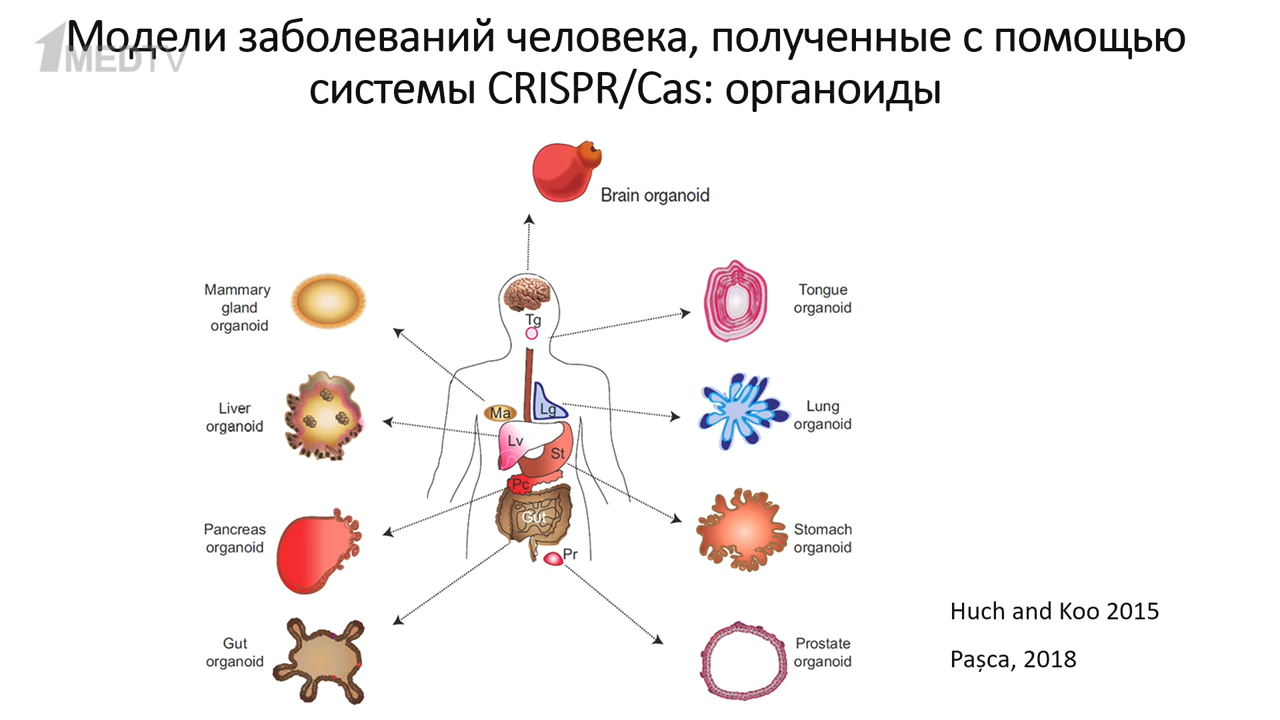 1MEDTV
Модели заболеваний человека, полученные с помощью
системы CRISPR/Cas: органоиды
Brain organoid
Mammary
gland
organoid
Tongue
organoid
Tg
Liver
organoid
Ma
Lg
Lung
organoid
Lv
St
Pc
Pancreas
organoid
Gut
Stomach
organoid
Pr
Huch and Koo 2015
Gut
organoid
Prostate
organoid
Pașca, 2018